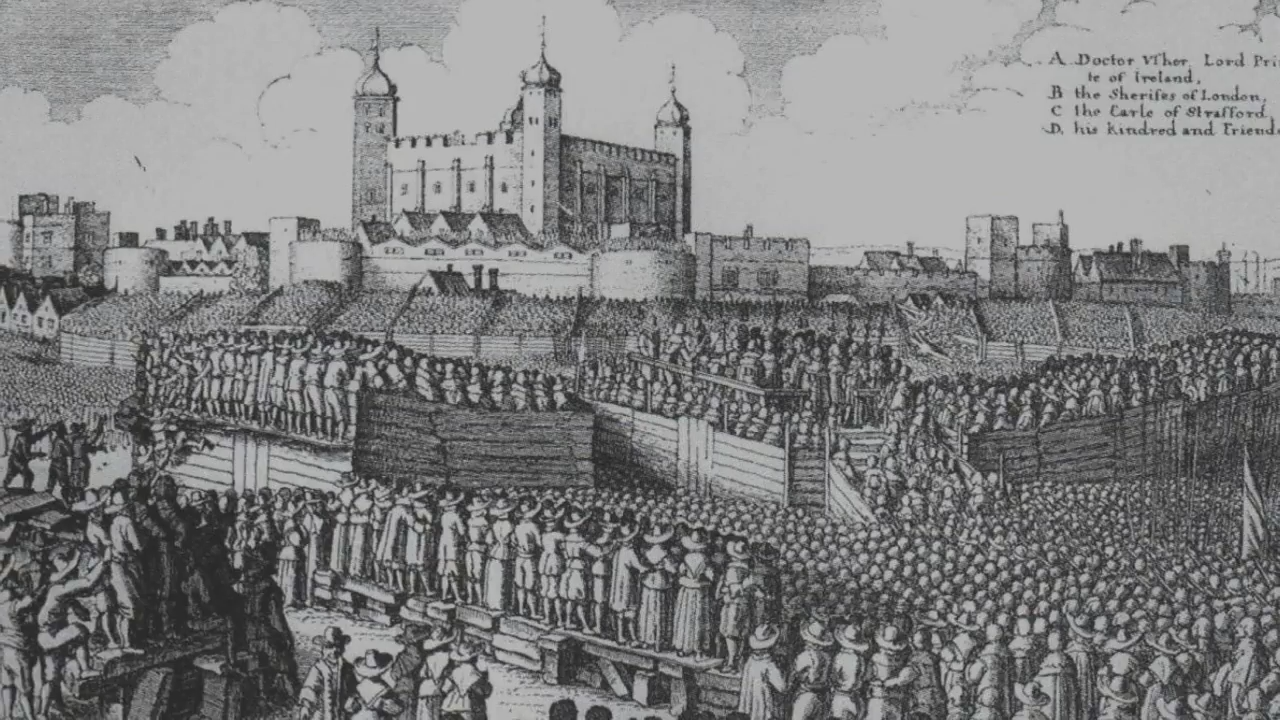 A Doctor Vsher Lord Pri
te of Ireland,
B the Sherifes of London,
C the Earle of Strafford,
D. his Kindred and Friend